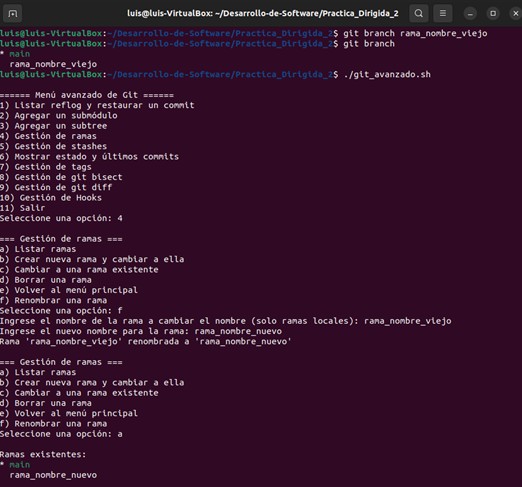 luis@luis-VirtualBox: ~/Desarrollo-de-Software/Practica_Dirigida_2
luis@luis-VirtualBox:~/Desarrollo-de-Software/Practica_Dirigida_2$ git branch rama_nombre_viejo
luis@luis-VirtualBox:~/Desarrollo-de-Software/Practica_Dirigida_2$ git branch
* main
  rama_nombre_viejo
luis@luis-VirtualBox:~/Desarrollo-de-Software/Practica_Dirigida_2$ ./git_avanzado.sh

====== Menú avanzado de Git ======
1) Listar reflog y restaurar un commit
2) Agregar un submódulo
3) Agregar un subtree
4) Gestión de ramas
5) Gestión de stashes
6) Mostrar estado y últimos commits
7) Gestión de tags
8) Gestión de git bisect
9) Gestión de git diff
10) Gestión de Hooks
11) Salir
Seleccione una opción: 4

=== Gestión de ramas ===
a) Listar ramas
b) Crear nueva rama y cambiar a ella
c) Cambiar a una rama existente
d) Borrar una rama
e) Volver al menú principal
f) Renombrar una rama
Seleccione una opción: f
Ingrese el nombre de la rama a cambiar el nombre (solo ramas locales): rama_nombre_viejo
Ingrese el nuevo nombre para la rama: rama_nombre_nuevo
Rama 'rama_nombre_viejo' renombrada a 'rama_nombre_nuevo'

=== Gestión de ramas ===
a) Listar ramas
b) Crear nueva rama y cambiar a ella
c) Cambiar a una rama existente
d) Borrar una rama
e) Volver al menú principal
f) Renombrar una rama
Seleccione una opción: a

Ramas existentes:
* main
  rama_nombre_nuevo